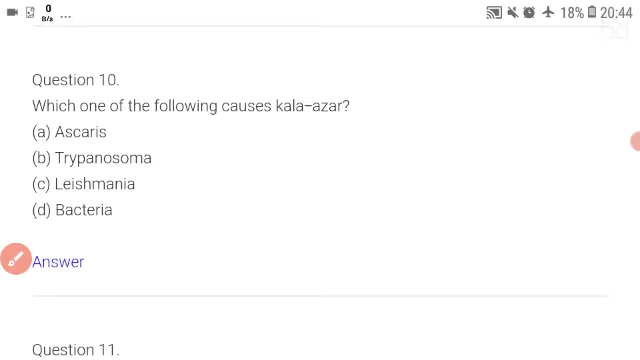 0
B/s
...
18%
20:44
Question 10.
Which one of the following causes kala-azar?
(a) Ascaris
(b) Trypanosoma
(c) Leishmania
(d) Bacteria
Answer
Question 11.